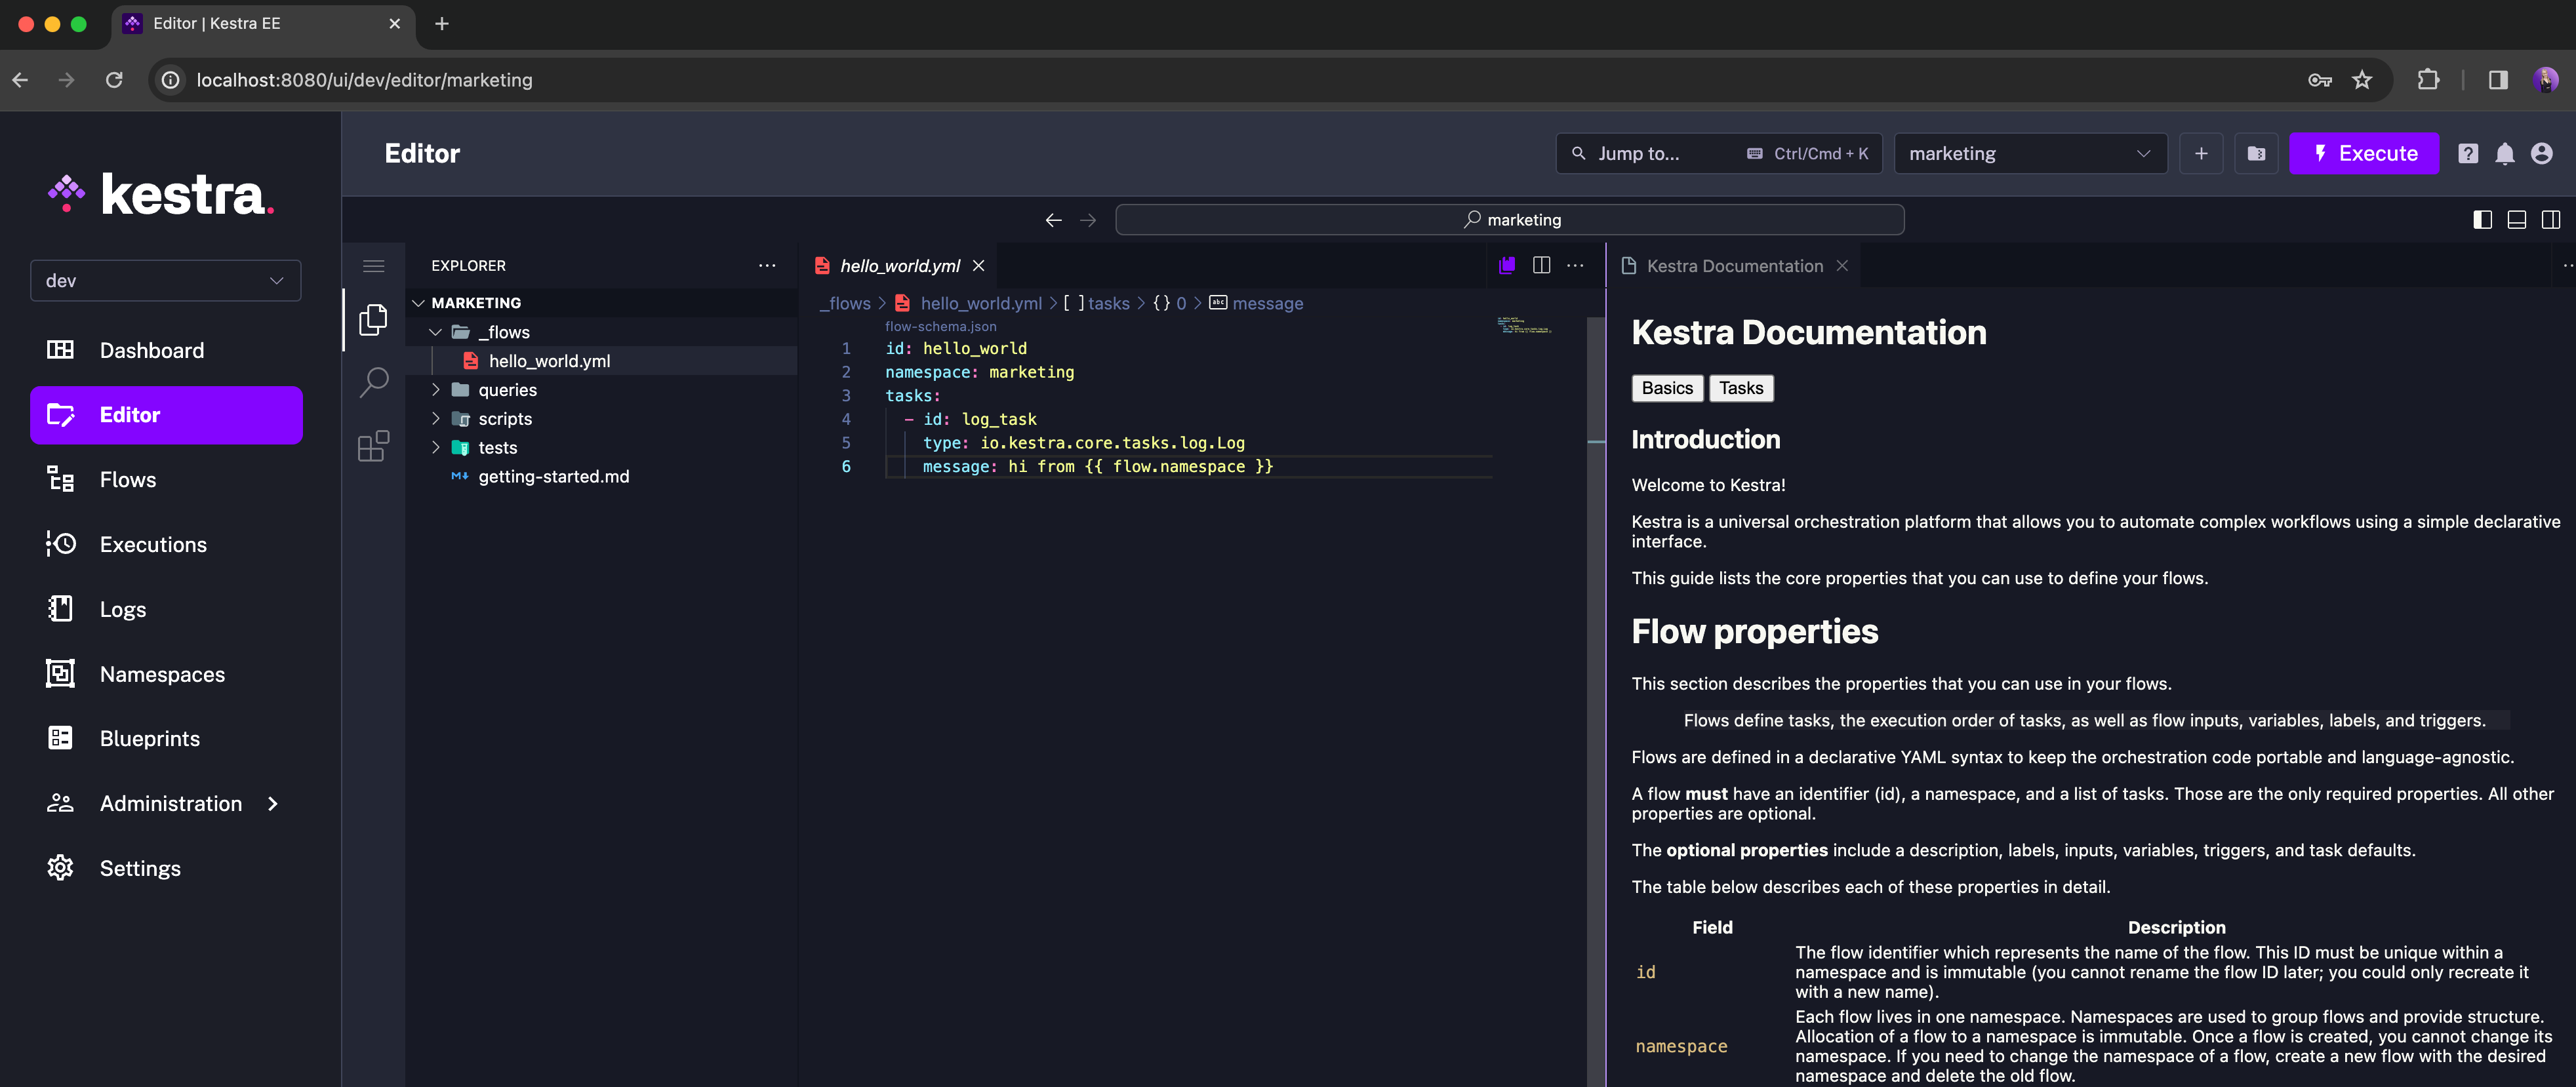 Editor | Kestra EE
localhost:8080/ui/dev/editor/marketing
kestra.
dev
Dashboard
Editor
Flows
Executions
Logs
Namespaces
Blueprints
Administration
Settings
Editor
Jump to...
Ctrl/Cmd + K
marketing
Execute
marketing
EXPLORER
MARKETING
_flows
hello_world.yml
queries
scripts
tests
getting-started.md
hello_world.yml
_flows > hello_world.yml > [ ] tasks > {} 0 > abc message
flow-schema.json
1 id: hello_world
2 namespace: marketing
3 tasks:
4 - id: log_task
5 type: io.kestra.core.tasks.log.Log
6 message: hi from {{ flow.namespace }}
Kestra Documentation
Kestra Documentation
Basics
Tasks
Introduction
Welcome to Kestra!
Kestra is a universal orchestration platform that allows you to automate complex workflows using a simple declarative
interface.
This guide lists the core properties that you can use to define your flows.
Flow properties
This section describes the properties that you can use in your flows.
Flows define tasks, the execution order of tasks, as well as flow inputs, variables, labels, and triggers.
Flows are defined in a declarative YAML syntax to keep the orchestration code portable and language-agnostic.
A flow must have an identifier (id), a namespace, and a list of tasks. Those are the only required properties. All other
properties are optional.
The optional properties include a description, labels, inputs, variables, triggers, and task defaults.
The table below describes each of these properties in detail.
Field
Description
id
The flow identifier which represents the name of the flow. This ID must be unique within a
namespace and is immutable (you cannot rename the flow ID later; you could only recreate it
with a new name).
namespace
Each flow lives in one namespace. Namespaces are used to group flows and provide structure.
Allocation of a flow to a namespace is immutable. Once a flow is created, you cannot change its
namespace. If you need to change the namespace of a flow, create a new flow with the desired
namespace and delete the old flow.